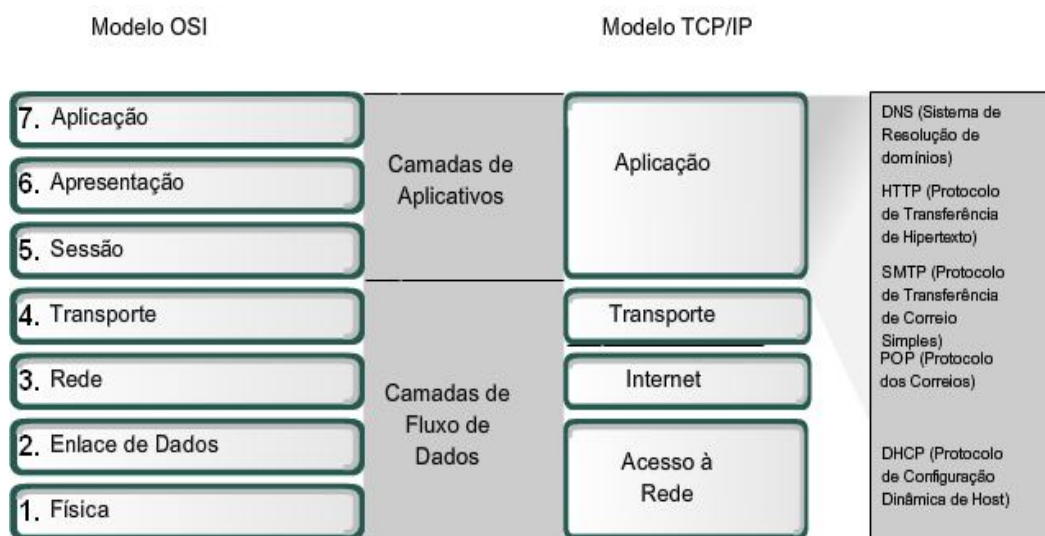 Modelo OSI
Modelo TCP/IP
7. Aplicação
6. Apresentação
5. Sessão
4. Transporte
3. Rede
2. Enlace de Dados
1. Física
Camadas de
Aplicativos
Camadas de
Fluxo de
Dados
Aplicação
Transporte
Internet
Acesso à
Rede
DNS (Sistema de
Resolução de
domínios)
HTTP (Protocolo
de Transferência
de Hipertexto)
SMTP (Protocolo
de Transferência
de Correio
Simples)
POP (Protocolo
dos Correios)
DHCP (Protocolo
de Configuração
Dinâmica de Host)